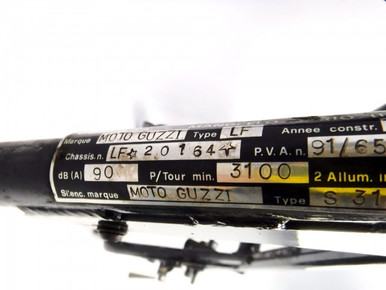 Marque MOTO GUZZI Type LF Annee constr.
Chassis.n. LF☆20164☆ P.V.A.n. 91/65
dB (A) 90 P/Tour min. 3100 2 Allum. in
Silenc. marque MOTO GUZZI Type S 31